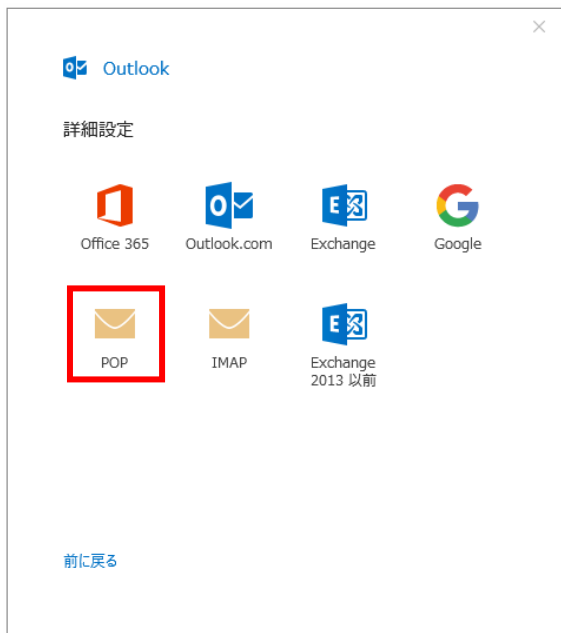 Outlook
詳細設定
Office 365
Outlook.com
Exchange
Google
POP
IMAP
Exchange
2013 以前
前に戻る